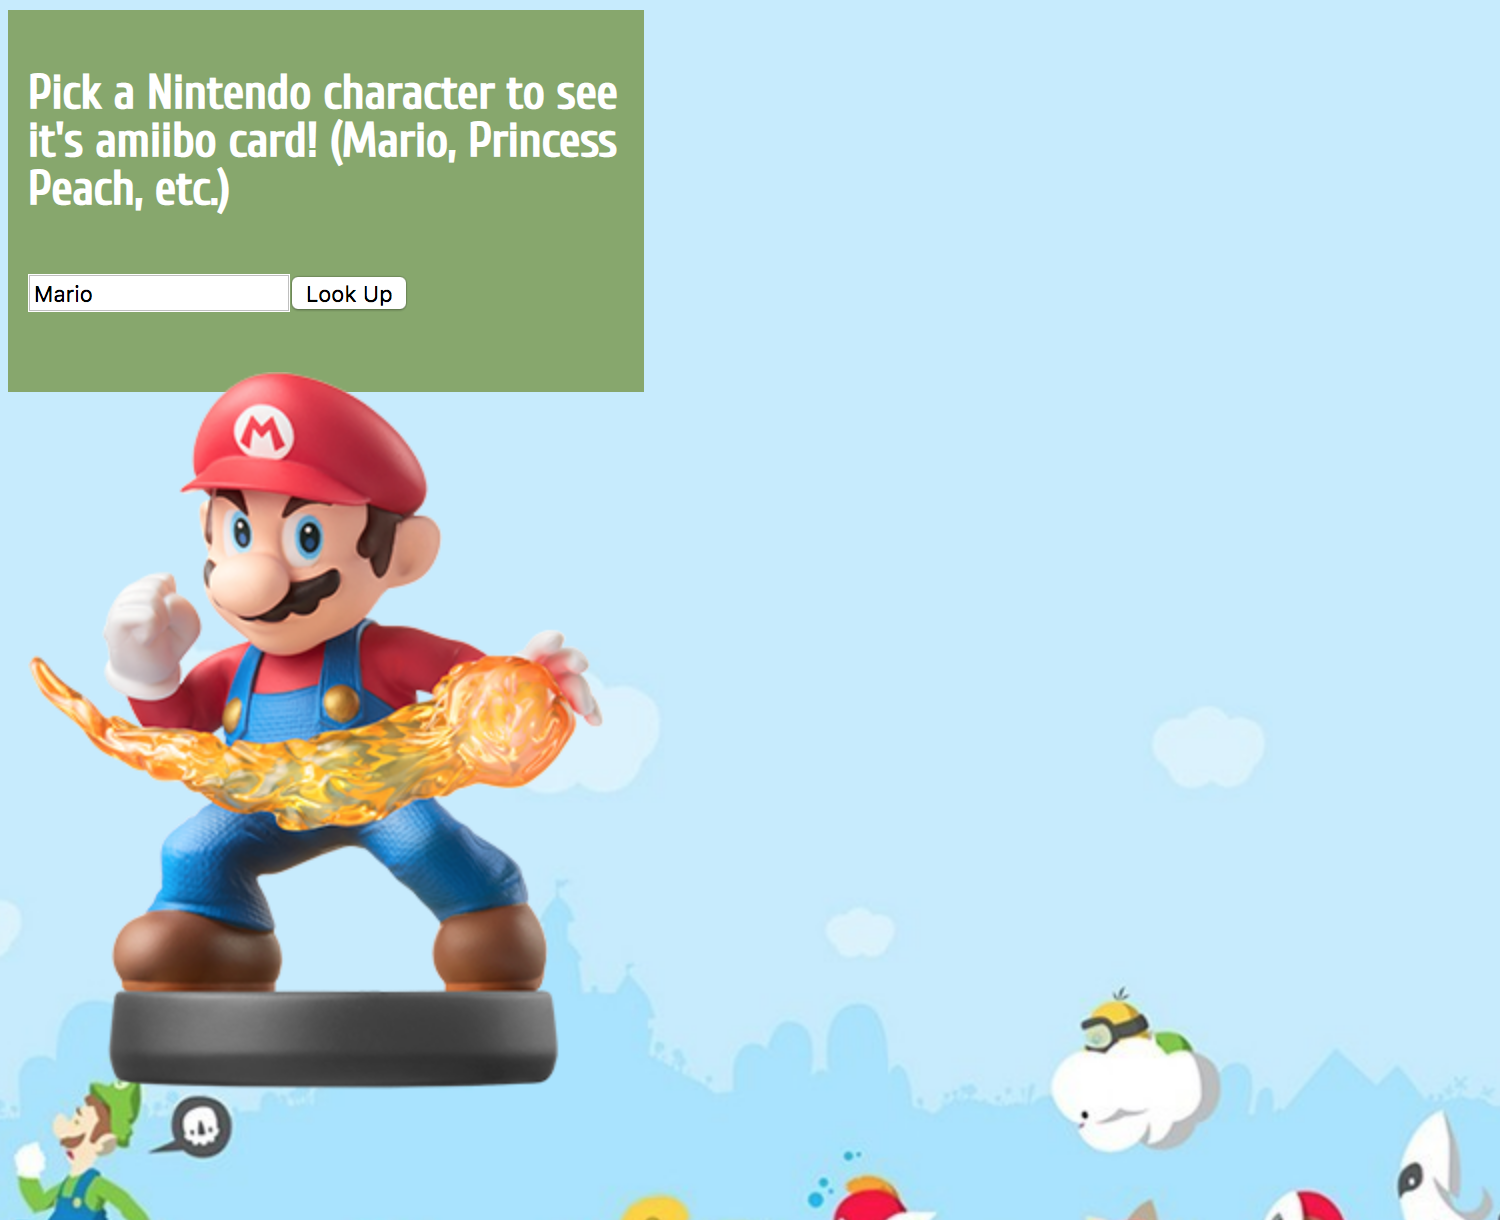 Pick a Nintendo character to see
it's amiibo card! (Mario, Princess
Peach, etc.)
Mario
Look Up
M